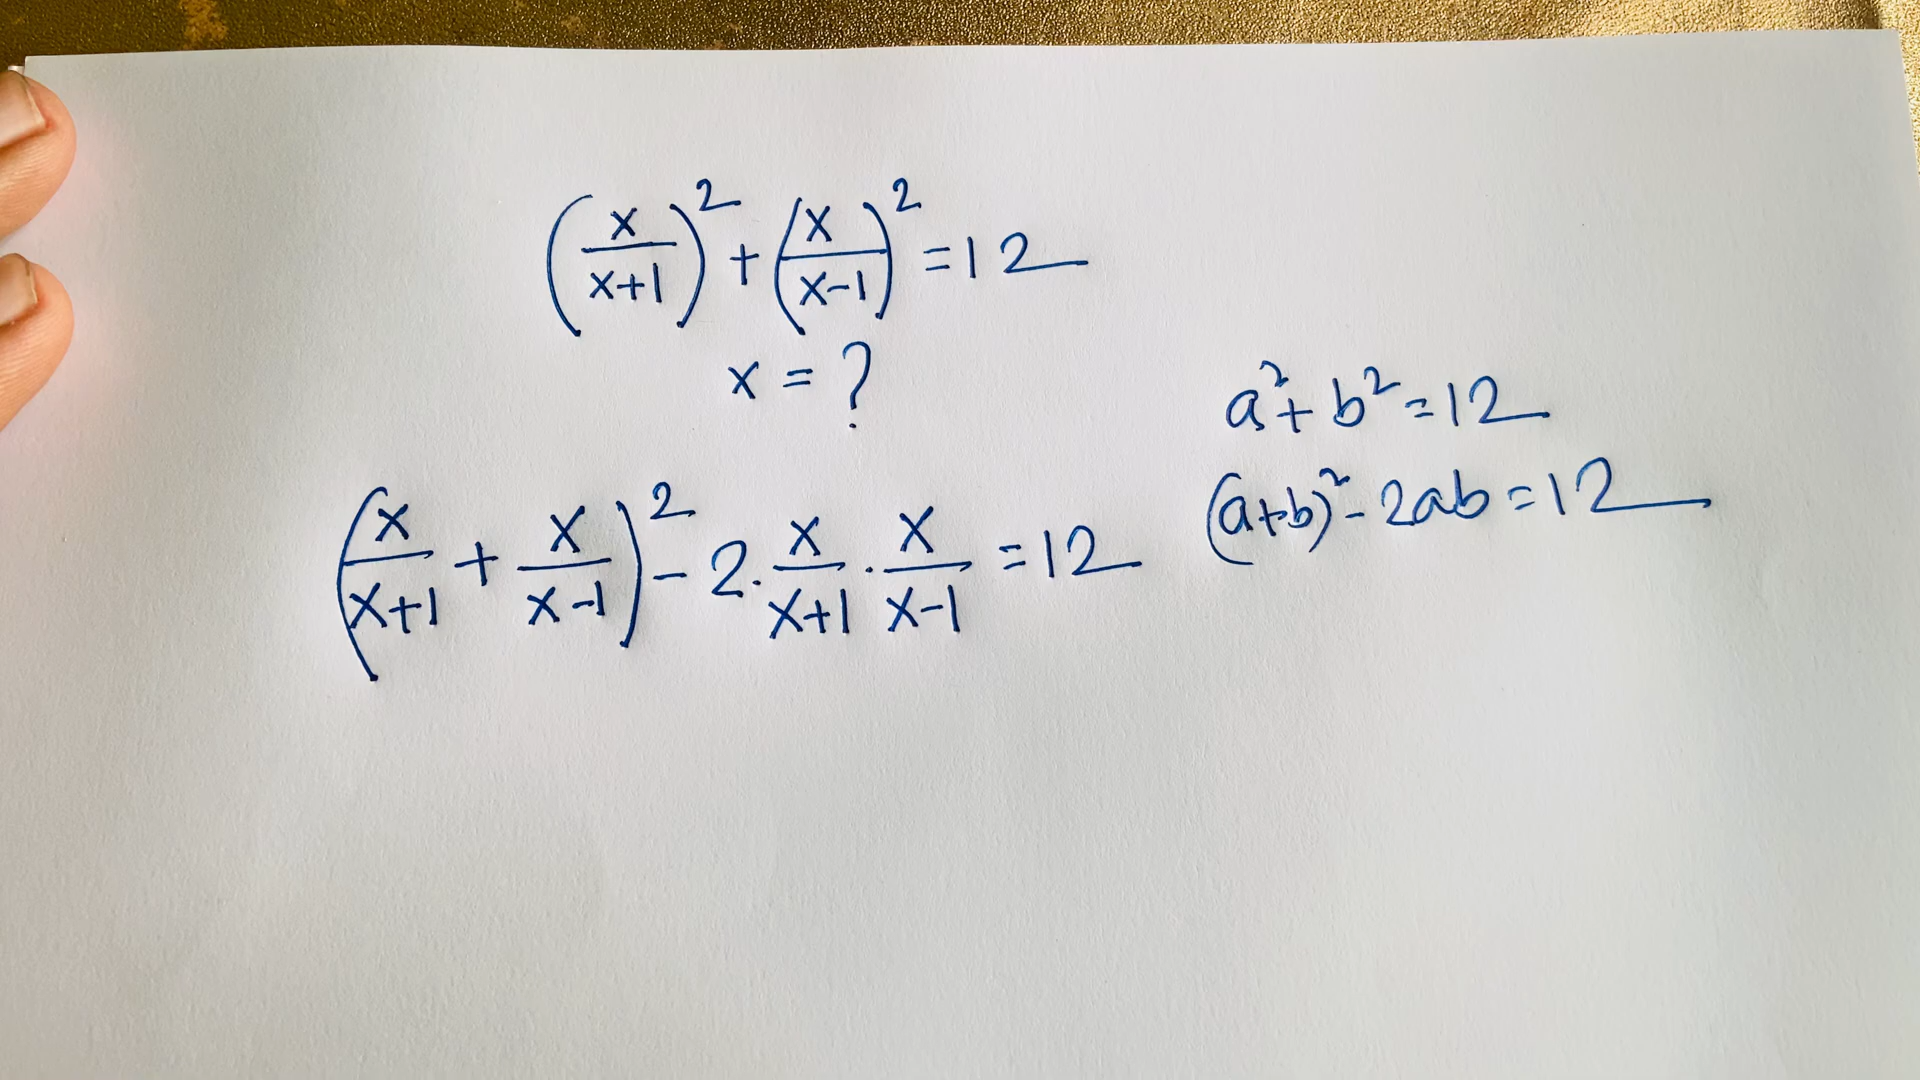 (x/(x+1))² + (x/(x-1))² = 12
x = ?
a² + b² = 12
(a+b)² - 2ab = 12
(x/(x+1) + x/(x-1))² - 2 · x/(x+1) · x/(x-1) = 12